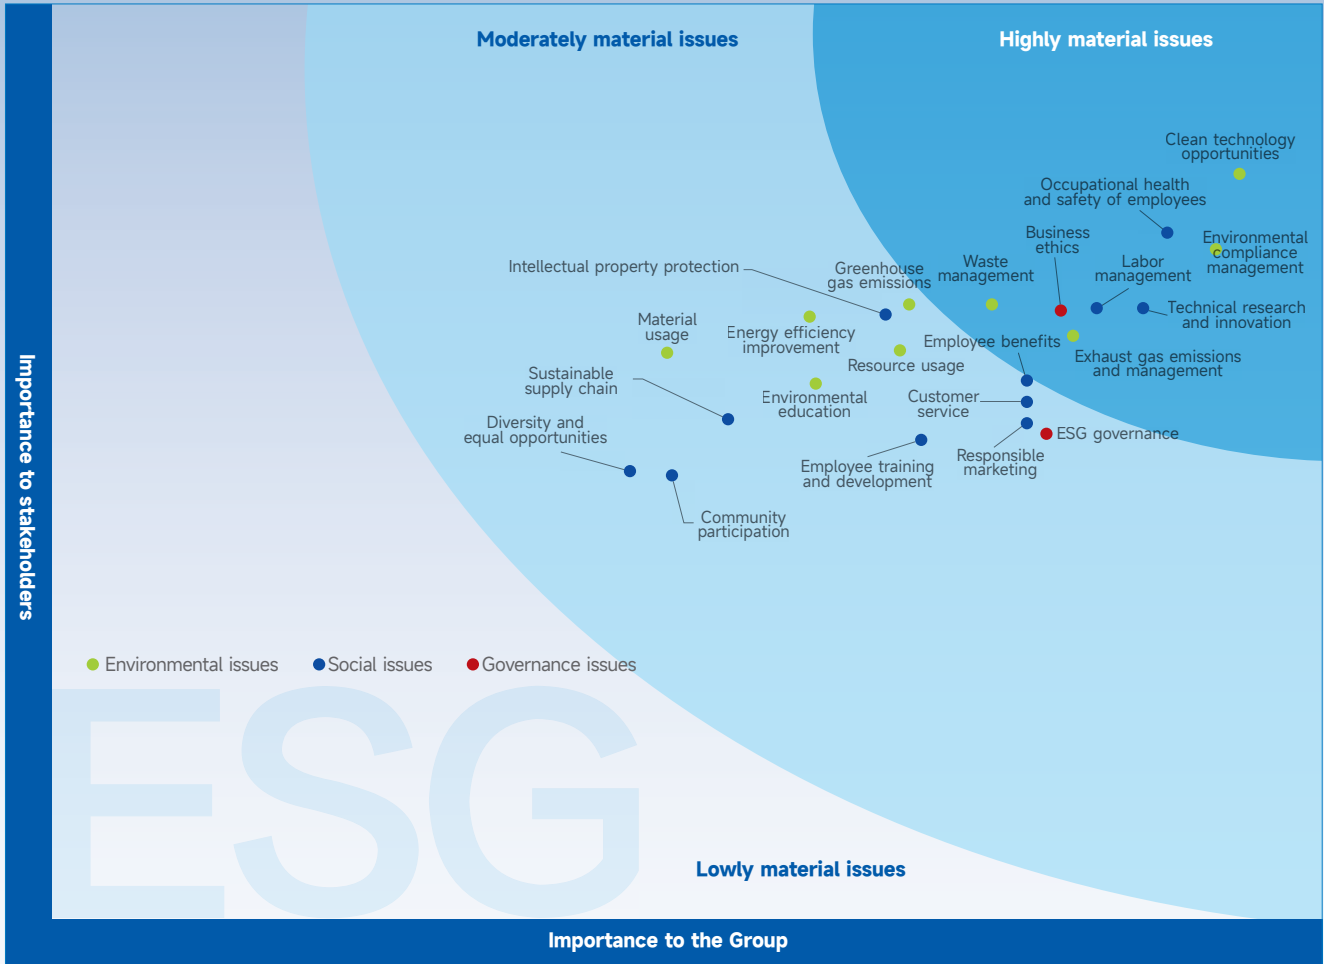 Moderately material issues
Highly material issues
Clean technology
opportunities
Occupational health
and safety of employees
Business
ethics
Environmental
compliance
management
Intellectual property protection
Greenhouse
gas emissions
Waste
management
Labor
management
Technical research
and innovation
Material
usage
Energy efficiency
improvement
Employee benefits
Resource usage
Exhaust gas emissions
and management
Sustainable
supply chain
Environmental
education
Customer
service
Diversity and
equal opportunities
ESG governance
Employee training
and development
Responsible
marketing
Community
participation
Importance to stakeholders
Environmental issues
Social issues
Governance issues
ESG
Lowly material issues
Importance to the Group